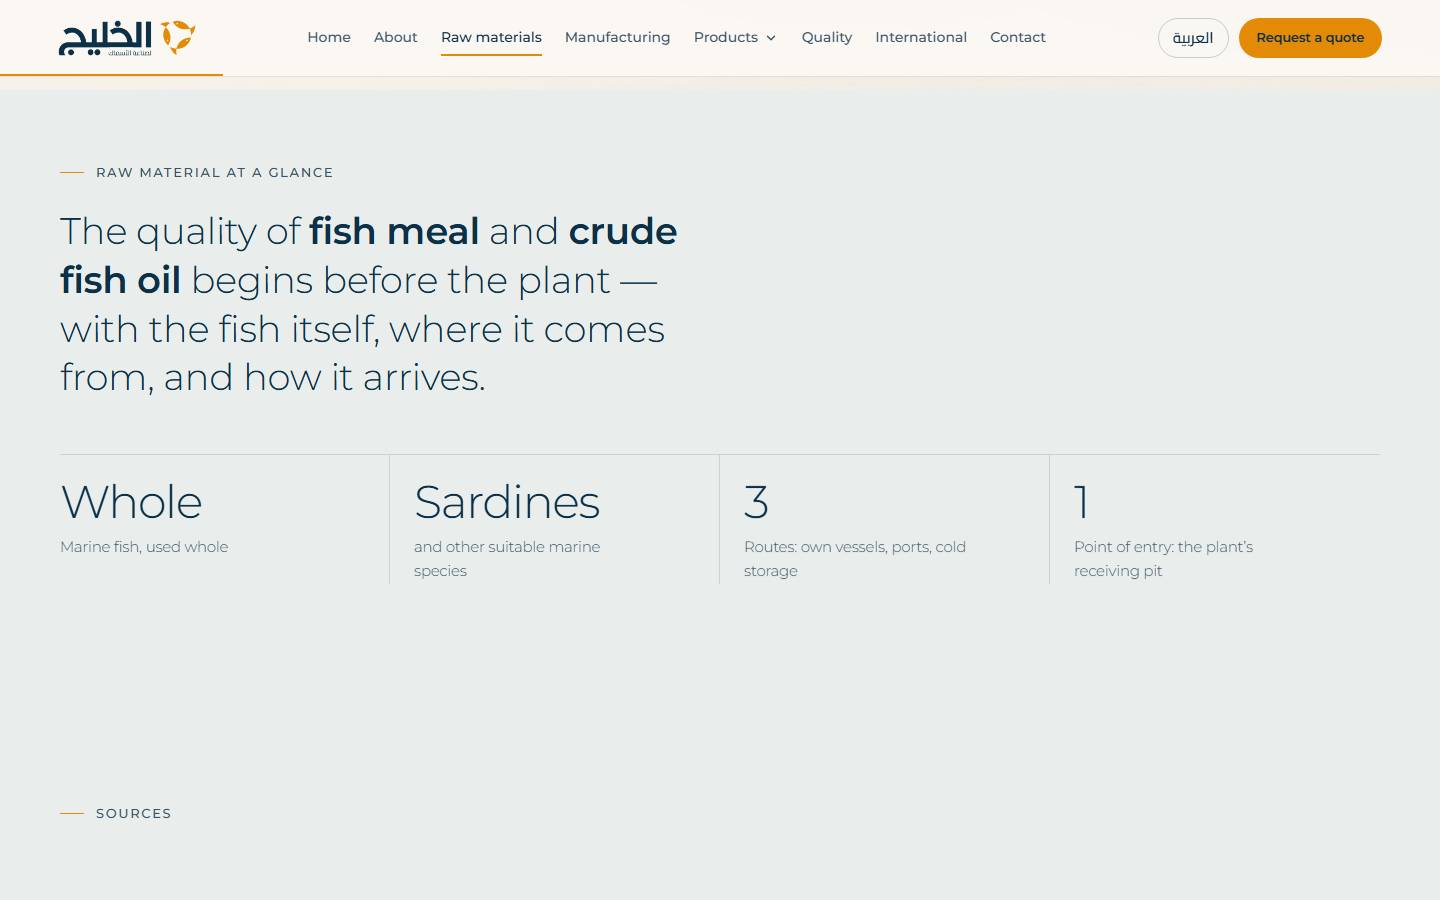 الخليج
لصناعة الأسماك
Home About Raw materials Manufacturing Products Quality International Contact
العربية
Request a quote
RAW MATERIAL AT A GLANCE
The quality of fish meal and crude
fish oil begins before the plant —
with the fish itself, where it comes
from, and how it arrives.
Whole
Marine fish, used whole
Sardines
and other suitable marine
species
3
Routes: own vessels, ports, cold
storage
1
Point of entry: the plant’s
receiving pit
SOURCES